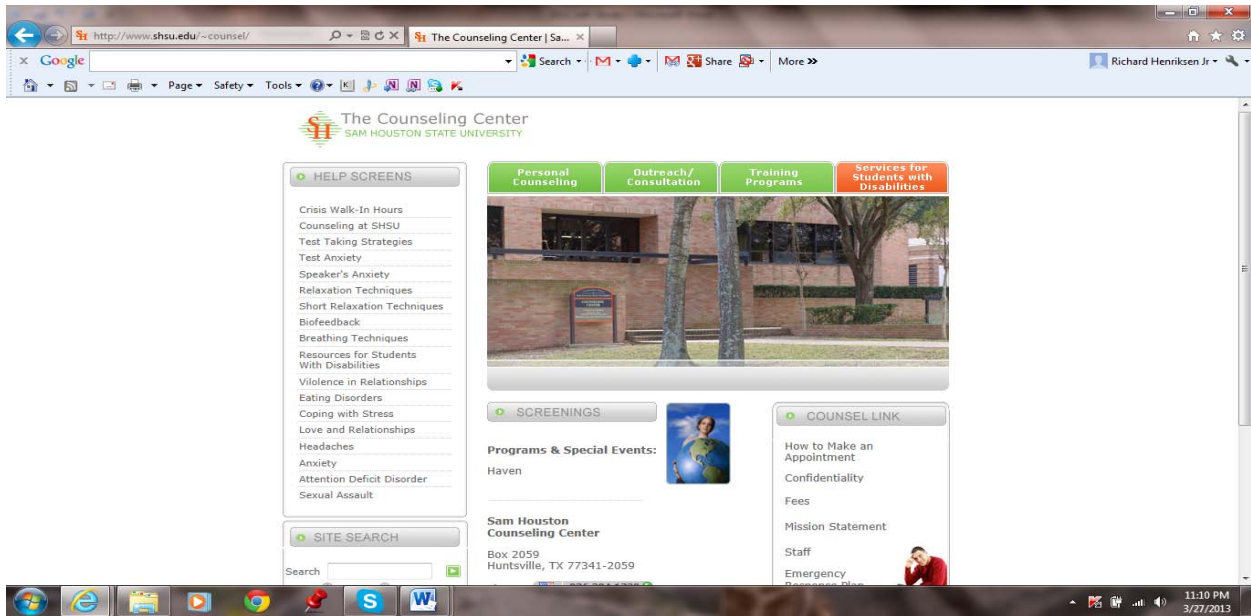 http://www.shsu.edu/~counsel/
The Counseling Center | Sa...
x Google
Search
Share
More >>
Richard Henriksen Jr
Page Safety Tools
The Counseling Center
SAM HOUSTON STATE UNIVERSITY
HELP SCREENS
Crisis Walk-In Hours
Counseling at SHSU
Test Taking Strategies
Test Anxiety
Speaker's Anxiety
Relaxation Techniques
Short Relaxation Techniques
Biofeedback
Breathing Techniques
Resources for Students
With Disabilities
Vilolence in Relationships
Eating Disorders
Coping with Stress
Love and Relationships
Headaches
Anxiety
Attention Deficit Disorder
Sexual Assault
SITE SEARCH
Search
Personal
Counseling
Outreach/
Consultation
Training
Programs
Services for
Students with
Disabilities
SCREENINGS
Programs & Special Events:
Haven
Sam Houston
Counseling Center
Box 2059
Huntsville, TX 77341-2059
COUNSEL LINK
How to Make an
Appointment
Confidentiality
Fees
Mission Statement
Staff
Emergency
Response Plan
11:10 PM
3/27/2013